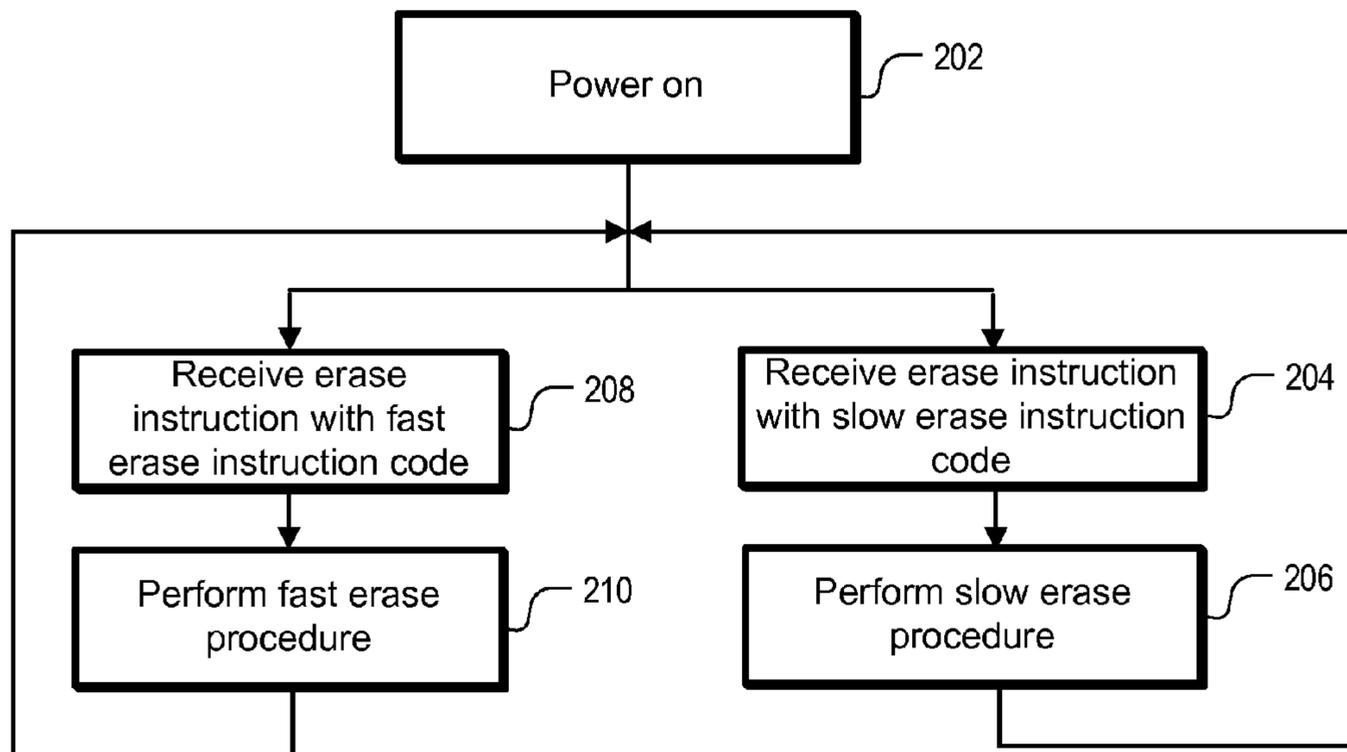 Power on
202
Receive erase
instruction with fast
erase instruction code
208
Receive erase instruction
with slow erase instruction
code
204
Perform fast erase
procedure
210
Perform slow erase
procedure
206